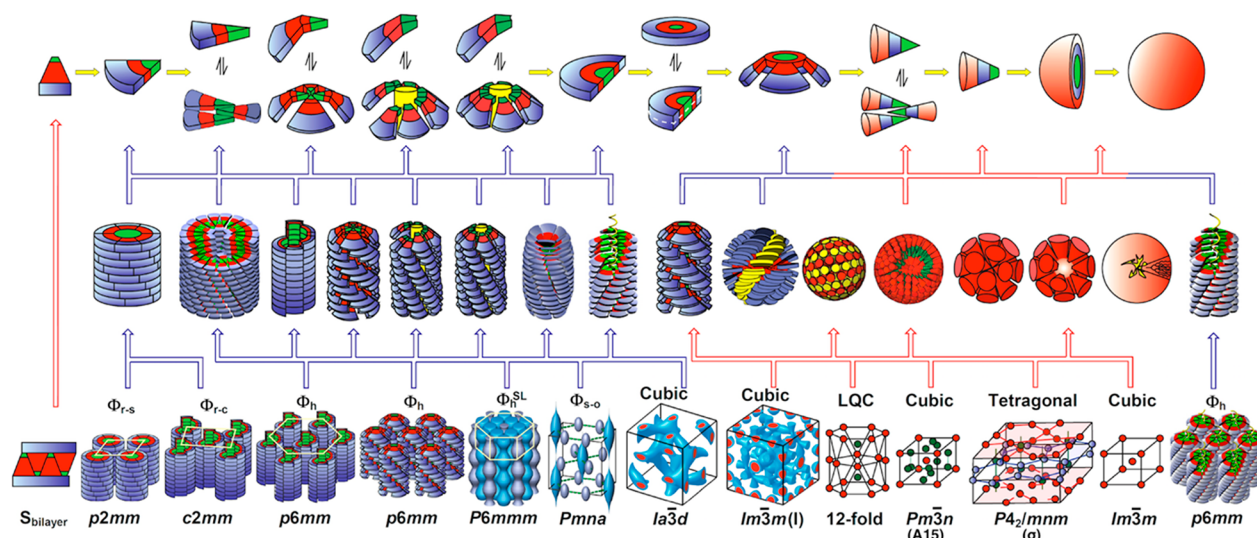 Φr-s
Φr-c
Φh
Φh
ΦhSL
Φs-o
Cubic
Cubic
LQC
Cubic
Tetragonal
Cubic
Φh
Sbilayer
p2mm
c2mm
p6mm
p6mm
P6mmm
Pmna
Ia3̅d
Im3̅m(I)
12-fold
Pm3̅n
(A15)
P42/mnm
(σ)
Im3̅m
p6mm